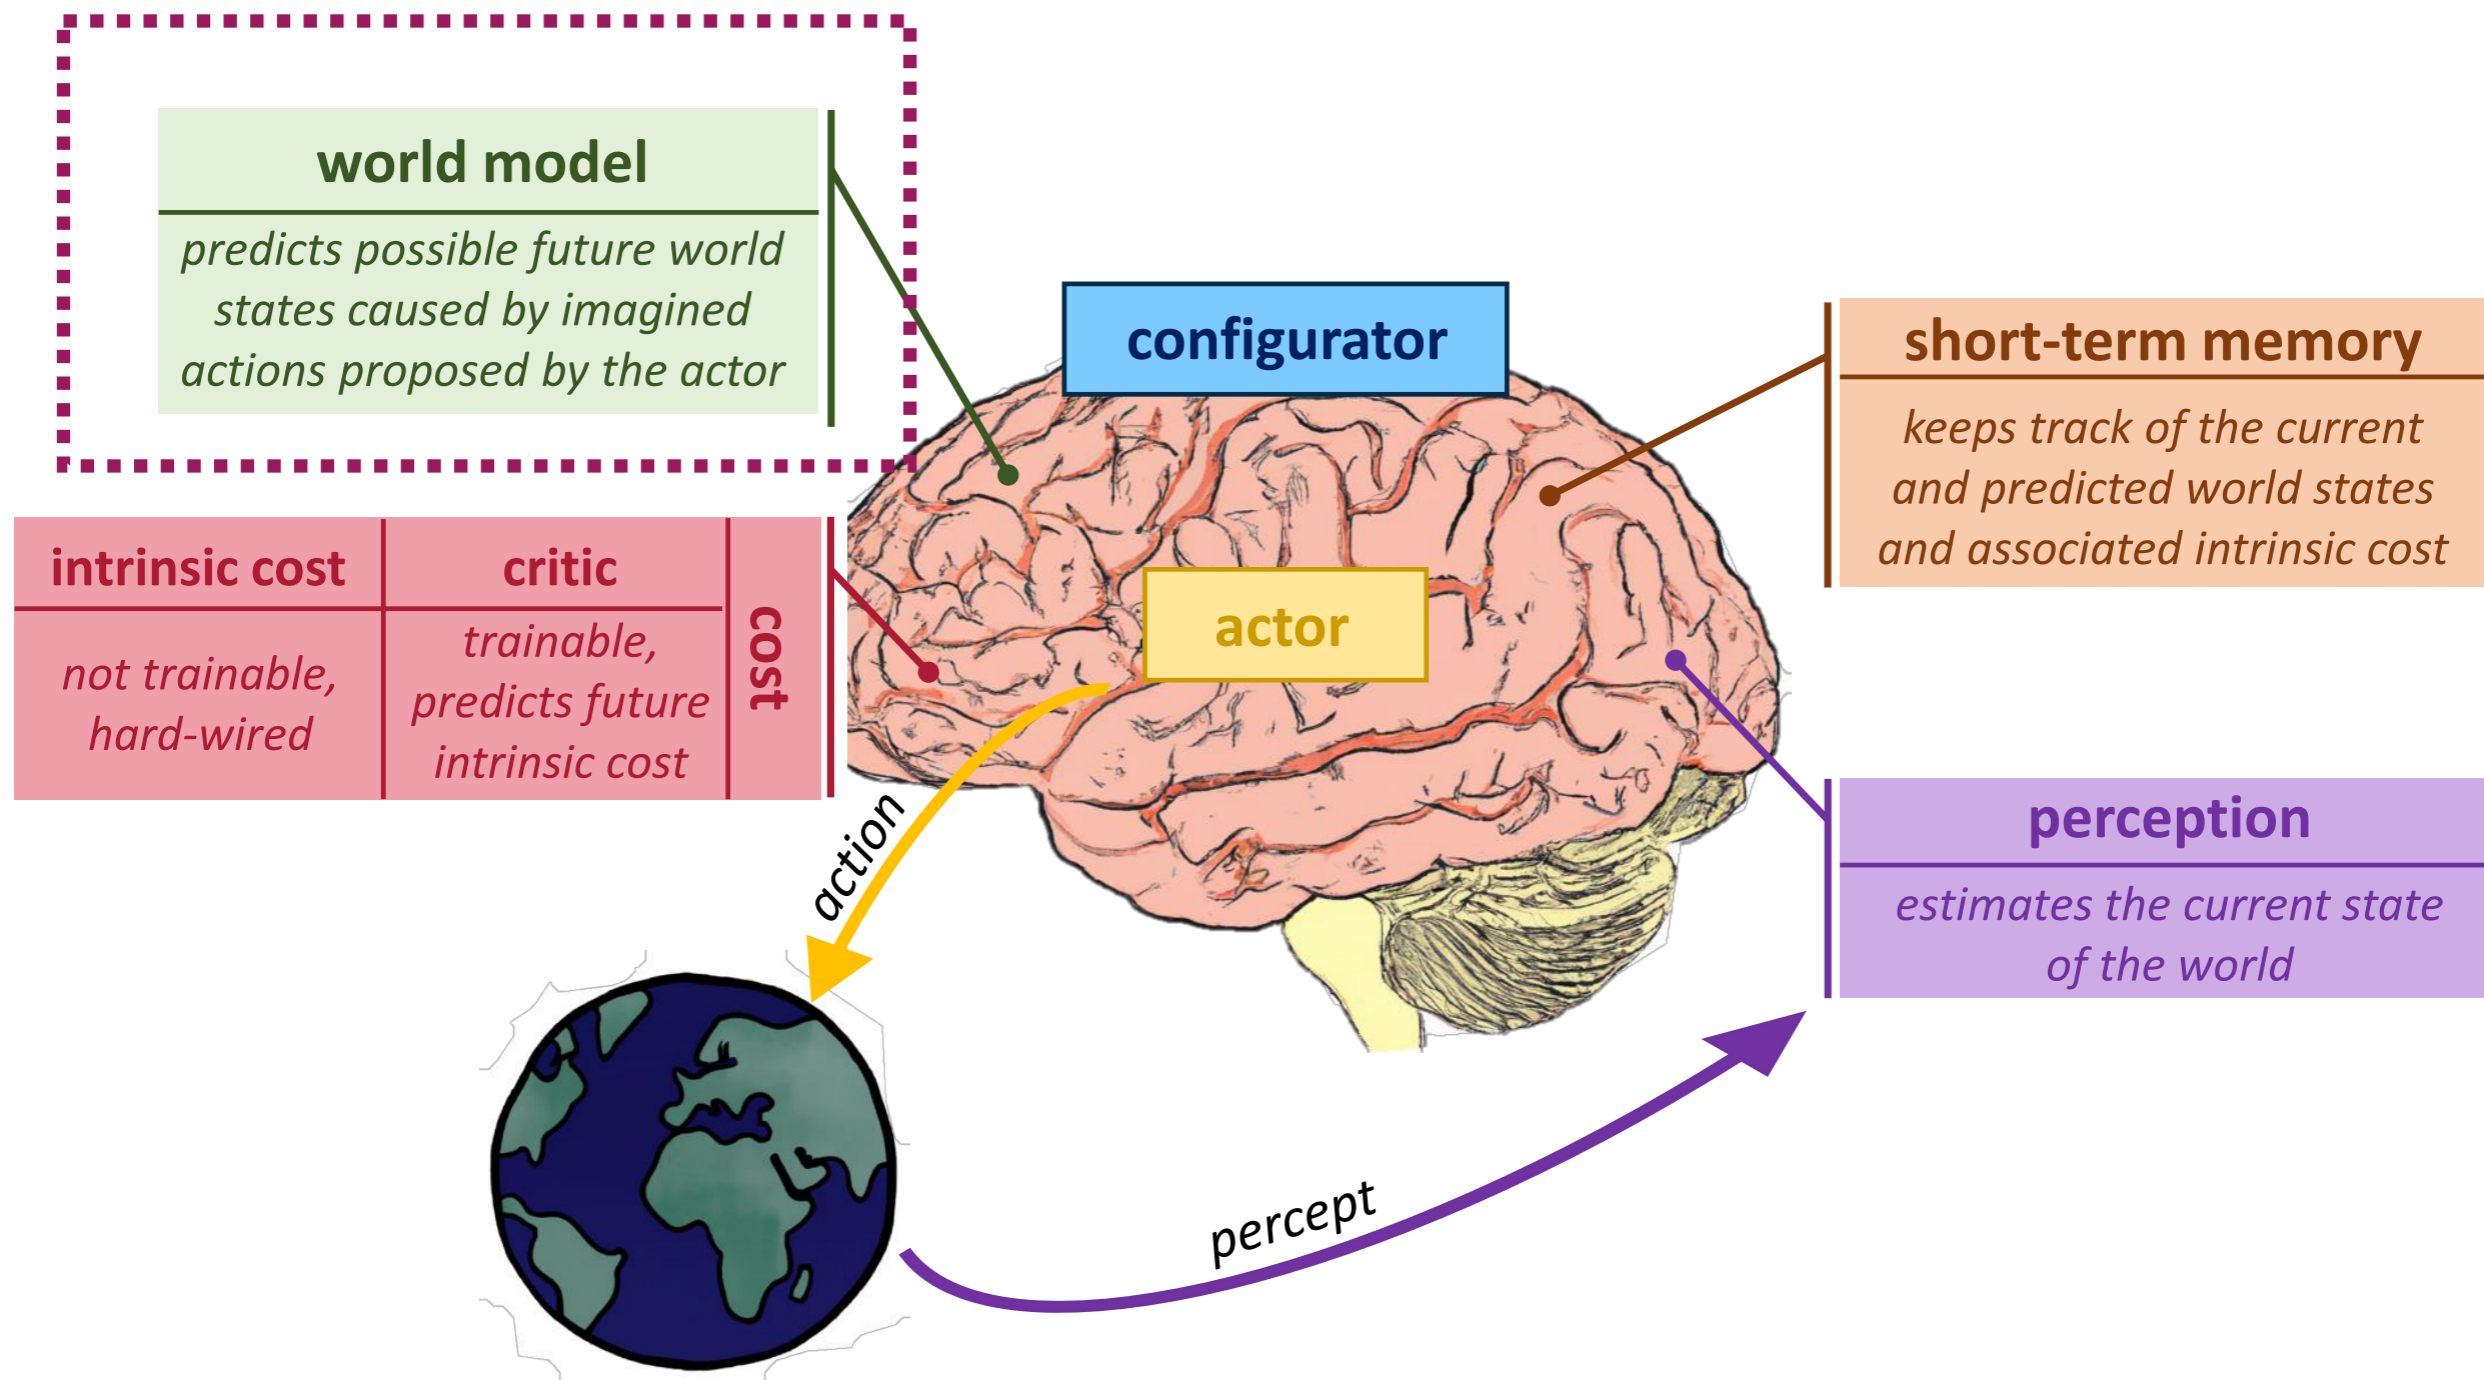 world model
predicts possible future world
states caused by imagined
actions proposed by the actor
configurator
short-term memory
keeps track of the current
and predicted world states
and associated intrinsic cost
intrinsic cost
not trainable,
hard-wired
critic
trainable,
predicts future
intrinsic cost
cost
actor
action
perception
estimates the current state
of the world
percept